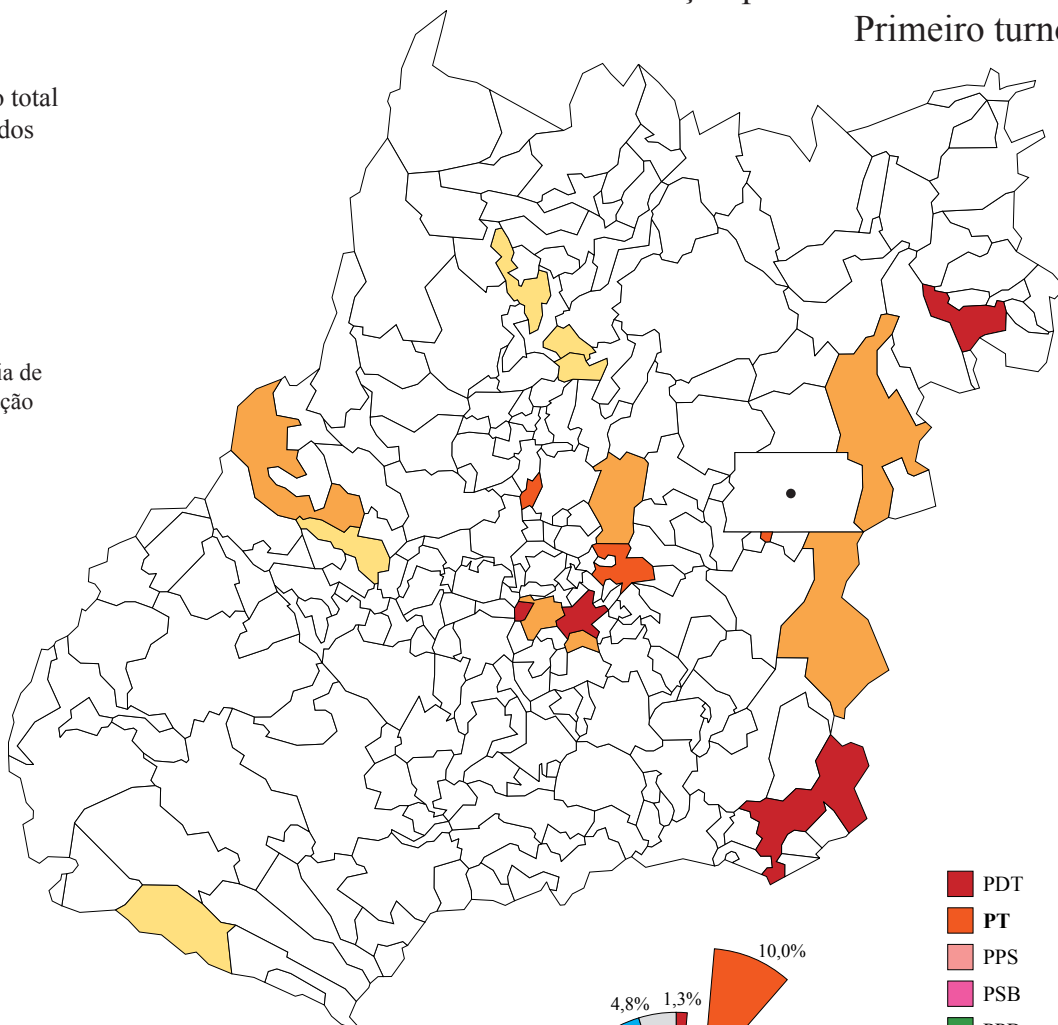 Primeiro turno
total
dos
ia de
ção
PDT
PT
PPS
PSB
10,0%
4,8%
1,3%